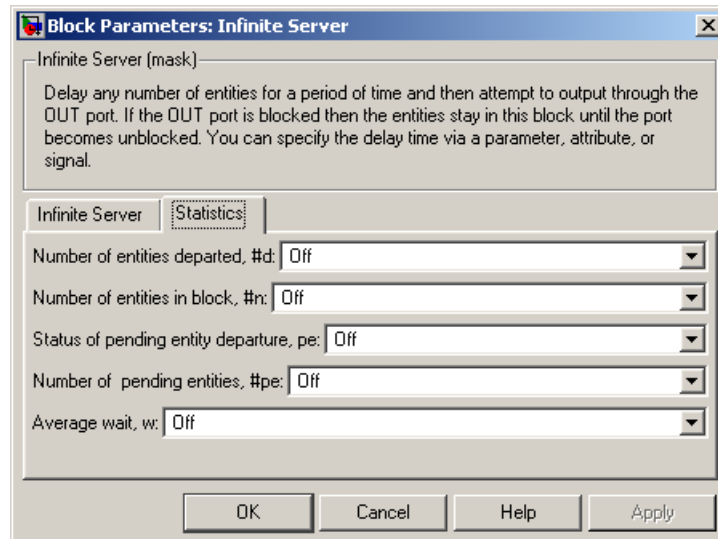 Block Parameters: Infinite Server
Infinite Server (mask)
Delay any number of entities for a period of time and then attempt to output through the
OUT port. If the OUT port is blocked then the entities stay in this block until the port
becomes unblocked. You can specify the delay time via a parameter, attribute, or
signal.
Infinite Server Statistics
Number of entities departed, #d: Off
Number of entities in block, #n: Off
Status of pending entity departure, pe: Off
Number of pending entities, #pe: Off
Average wait, w: Off
OK Cancel Help Apply